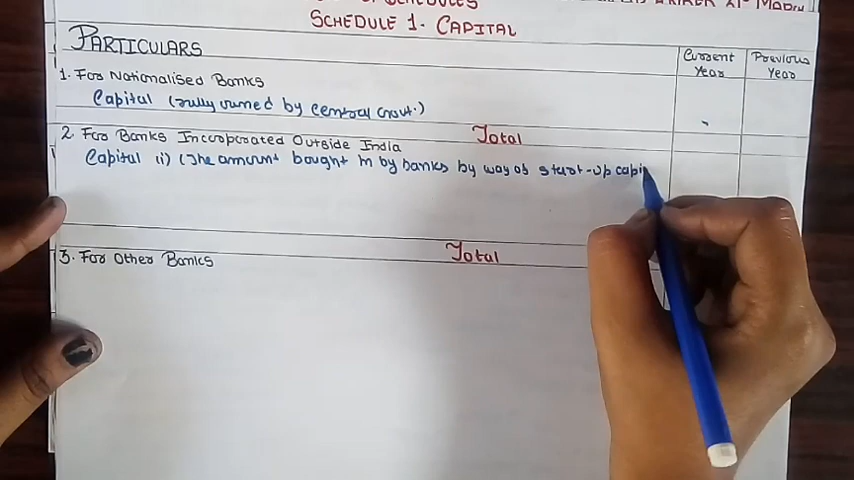 SCHEDULE 1. CAPITAL
PARTICULARS
Current Year
Previous Year
1. For Nationalised Banks
Capital (Fully owned by Central Govt.)
Total
2. For Banks Incorporated Outside India
Capital (i) (The amount bought in by banks by way of start-up capi
Total
3. For Other Banks